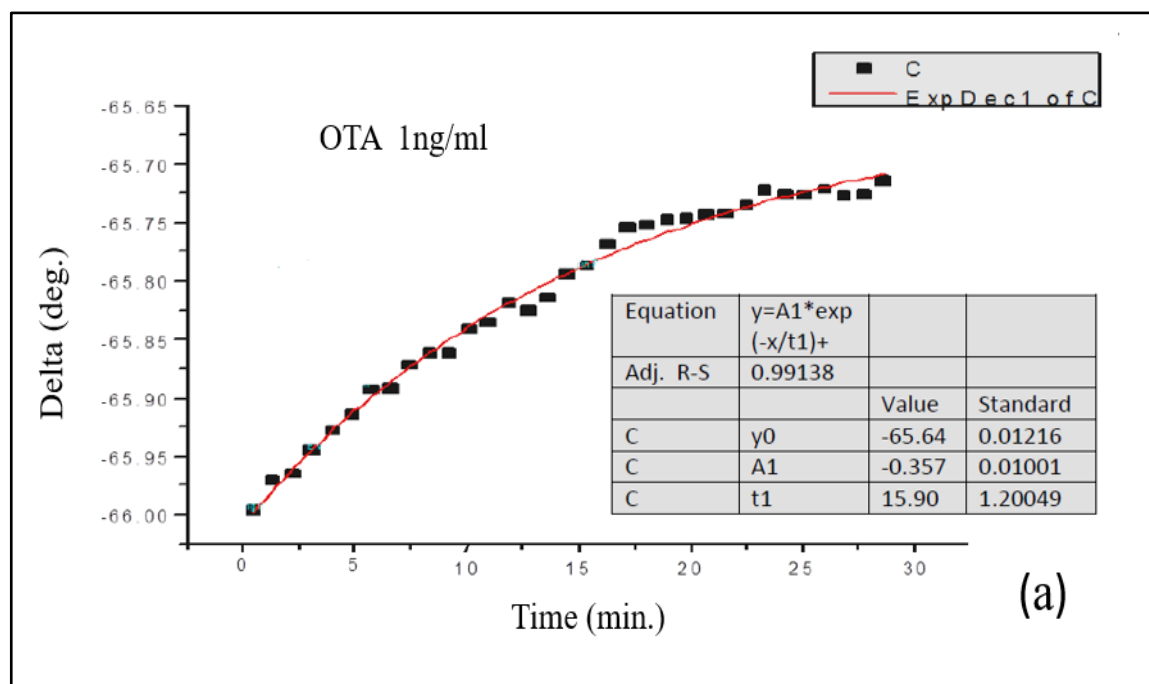 C
ExpDec1 of C
OTA 1ng/ml
-65.65
-65.70
-65.75
-65.80
-65.85
-65.90
-65.95
-66.00
Delta (deg.)
Equation y=A1*exp
(-x/t1)+
Adj. R-S 0.99138
Value Standard
C y0 -65.64 0.01216
C A1 -0.357 0.01001
C t1 15.90 1.20049
0 5 10 15 20 25 30
Time (min.)
(a)